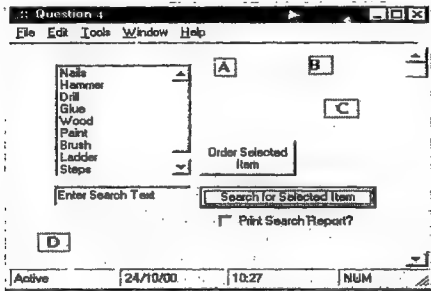 .:: Question 4
File Edit Tools Window Help
Nails
Hammer
Drill
Glue
Wood
Paint
Brush
Ladder
Steps
A
B
C
Order Selected
Item
Enter Search Text
Search for Selected Item
Print Search Report?
D
Active 24/10/00 10:27 NUM